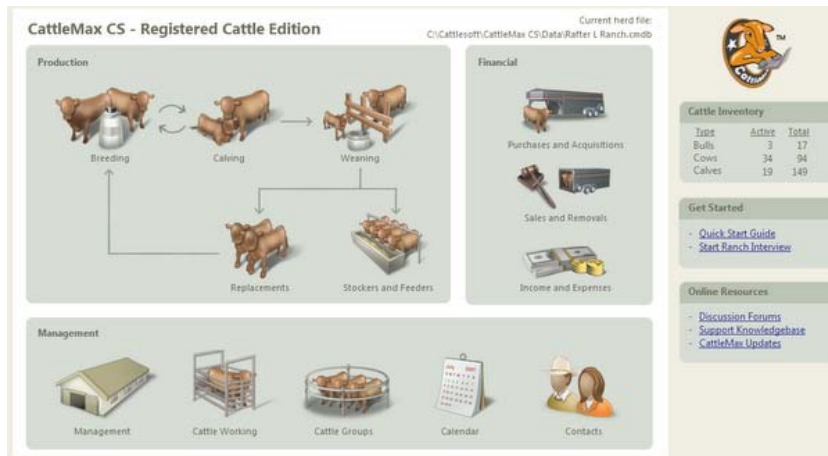 CattleMax CS - Registered Cattle Edition
Current herd file:
C:\Cattlesoft\CattleMax CS\Data\Rafter L Ranch.cmdb
Production
Breeding
Calving
Weaning
Replacements
Stockers and Feeders
Financial
Purchases and Acquisitions
Sales and Removals
Income and Expenses
Management
Management
Cattle Working
Cattle Groups
Calendar
Contacts
TM
CattleMax
Cattle Inventory
Type Active Total
Bulls 3 17
Cows 34 94
Calves 19 149
Get Started
- Quick Start Guide
- Start Ranch Interview
Online Resources
- Discussion Forums
- Support Knowledgebase
- CattleMax Updates